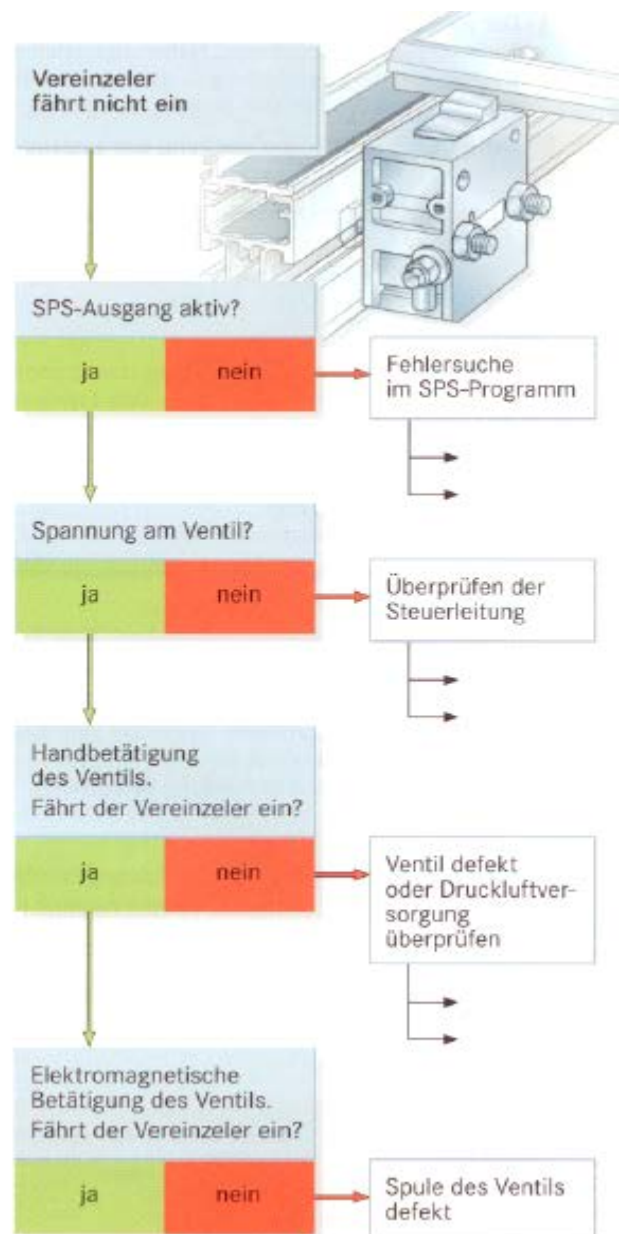 Vereinzeler
fährt nicht ein
SPS-Ausgang aktiv?
ja
nein
Fehlersuche
im SPS-Programm
Spannung am Ventil?
ja
nein
Überprüfen der
Steuerleitung
Handbetätigung
des Ventils.
Fährt der Vereinzeler ein?
ja
nein
Ventil defekt
oder Druckluftver-
sorgung
überprüfen
Elektromagnetische
Betätigung des Ventils.
Fährt der Vereinzeler ein?
ja
nein
Spule des Ventils
defekt